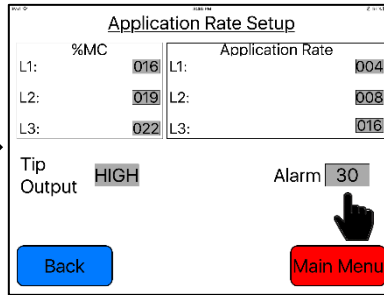 Application Rate Setup
%MC
L1: 016
L2: 019
L3: 022
Application Rate
L1: 004
L2: 008
L3: 016
Tip
Output HIGH
Alarm 30
Back
Main Menu